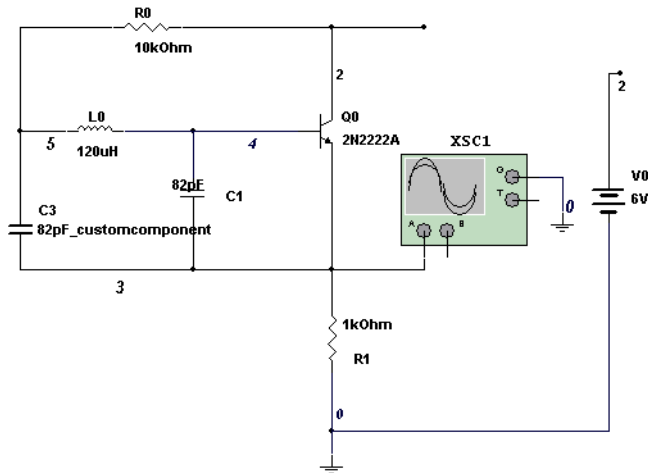 R0
10kOhm
2
2
Q0
2N2222A
XSC1
G
T
A
B
V0
6V
0
L0
5
120uH
4
82pF
C1
C3
82pF_customcomponent
3
1kOhm
R1
0